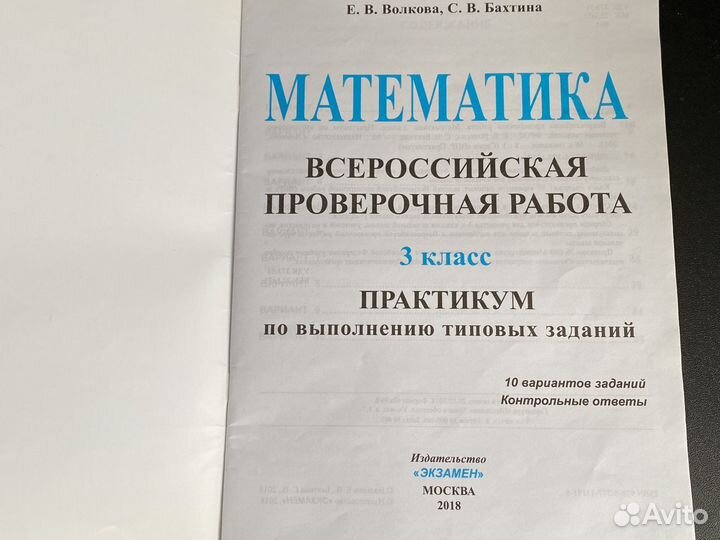 Е. В. Волкова, С. В. Бахтина
МАТЕМАТИКА
ВСЕРОССИЙСКАЯ
ПРОВЕРОЧНАЯ РАБОТА
3 класс
ПРАКТИКУМ
по выполнению типовых заданий
10 вариантов заданий
Контрольные ответы
Издательство
«ЭКЗАМЕН»
МОСКВА
2018
Avito